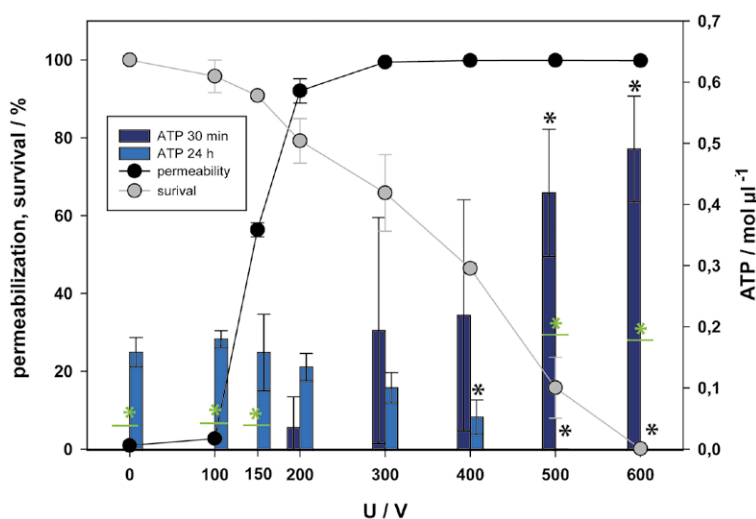 0,7
100
0,6
80
0,5
ATP 30 min
ATP 24 h
permeability
surival
60
0,4
0,3
40
0,2
20
0,1
0
0,0
0 100 150 200 300 400 500 600
U / V
permeabilization, survival / %
ATP / mol µl⁻¹
* * * * * * * * * *